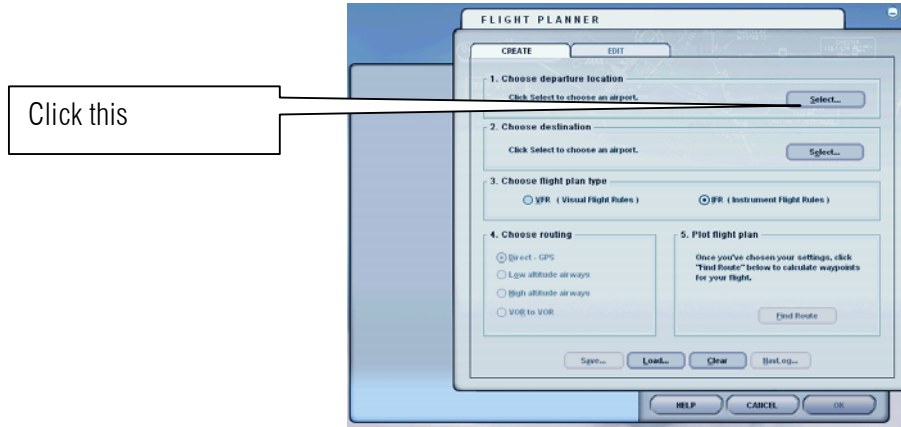 FLIGHT PLANNER
CREATE EDIT
1. Choose departure location
Click Select to choose an airport. Select...
Click this
2. Choose destination
Click Select to choose an airport. Select...
3. Choose flight plan type
VFR ( Visual Flight Rules ) IFR ( Instrument Flight Rules )
4. Choose routing
Direct - GPS
Low altitude airways
High altitude airways
VOR to VOR
5. Plot flight plan
Once you've chosen your settings, click
"Find Route" below to calculate waypoints
for your flight.
Find Route
Save... Load... Clear NavLog...
HELP CANCEL OK